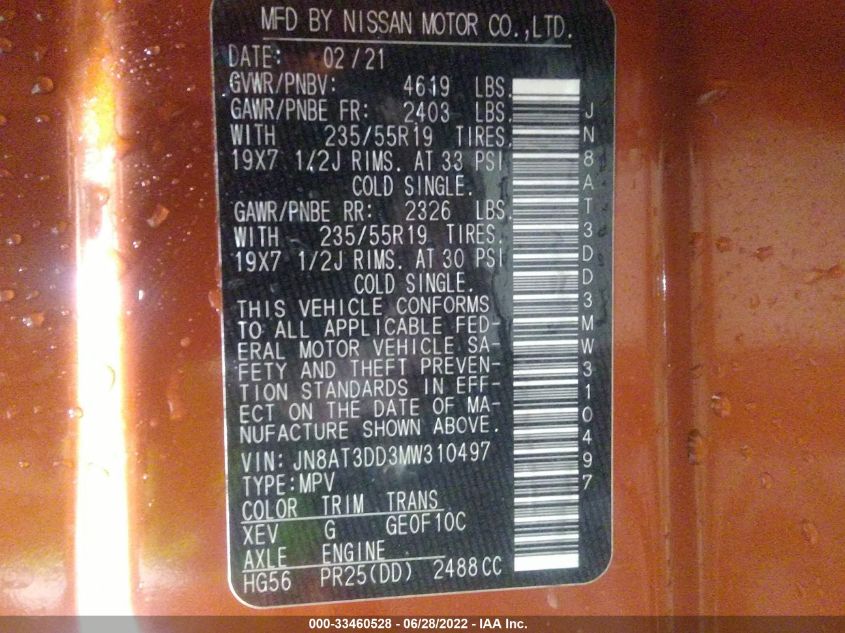 MFD BY NISSAN MOTOR CO.,LTD.
DATE: 02/21
GVWR/PNBV: 4619 LBS.
GAWR/PNBE FR: 2403 LBS.
WITH 235/55R19 TIRES.
19X7 1/2J RIMS. AT 33 PSI
COLD SINGLE.
GAWR/PNBE RR: 2326 LBS.
WITH 235/55R19 TIRES.
19X7 1/2J RIMS. AT 30 PSI
COLD SINGLE.
THIS VEHICLE CONFORMS
TO ALL APPLICABLE FED-
ERAL MOTOR VEHICLE SA-
FETY AND THEFT PREVEN-
TION STANDARDS IN EFF-
ECT ON THE DATE OF MA-
NUFACTURE SHOWN ABOVE.
VIN: JN8AT3DD3MW310497
TYPE:MPV
COLOR TRIM TRANS
XEV G GE0F10C
AXLE ENGINE
HG56 PR25(DD) 2488CC
JN8AT3DD3MW310497
000-33460528 - 06/28/2022 - IAA Inc.